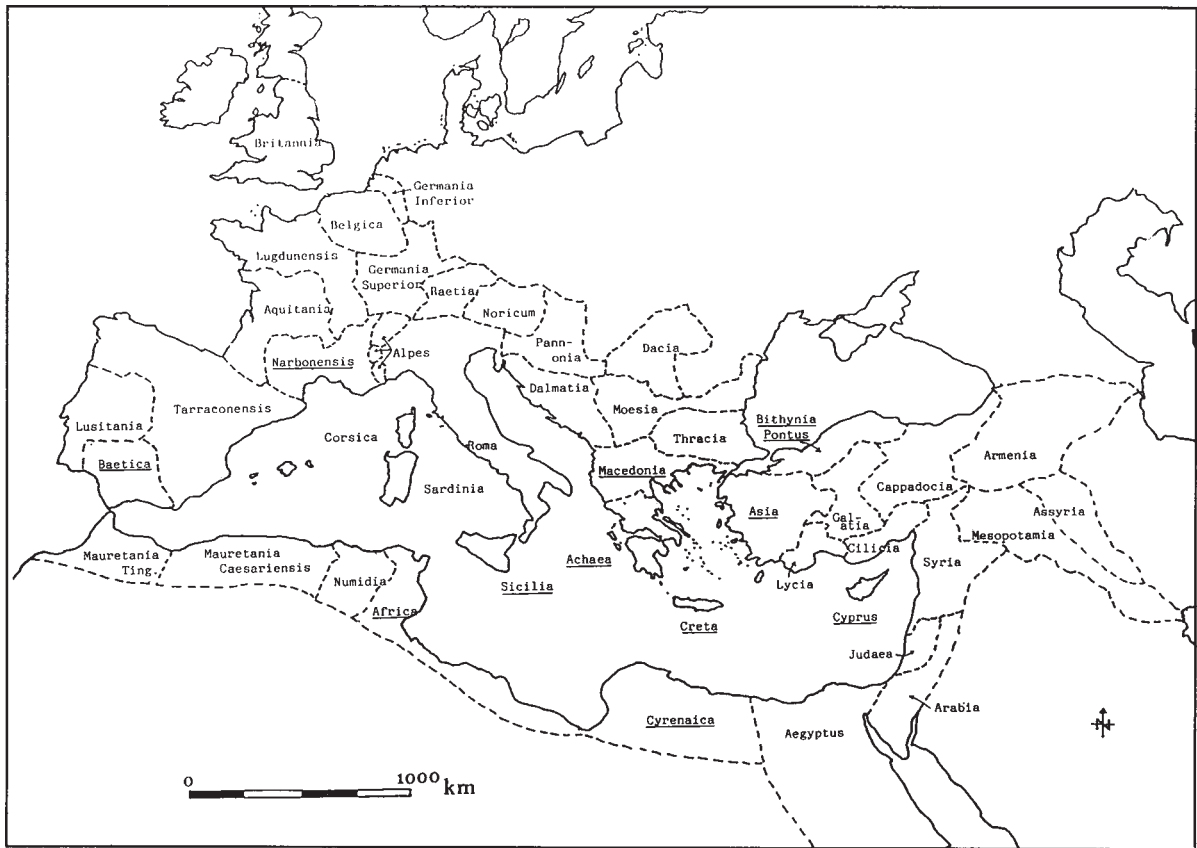 Britannia
Germania
Inferior
Belgica
Lugdunensis
Germania
Superior
Raetia
Aquitania
Noricum
Narbonensis
Alpes
Pann-
onia
Dacia
Dalmatia
Moesia
Tarraconensis
Lusitania
Baetica
Corsica
Roma
Sardinia
Thracia
Bithynia
Pontus
Macedonia
Armenia
Cappadocia
Asia
Gal-
atia
Assyria
Mesopotamia
Cilicia
Syria
Lycia
Mauretania
Ting.
Mauretania
Caesariensis
Numidia
Africa
Sicilia
Achaea
Creta
Cyprus
Judaea
Arabia
Cyrenaica
Aegyptus
0 1000 km
N